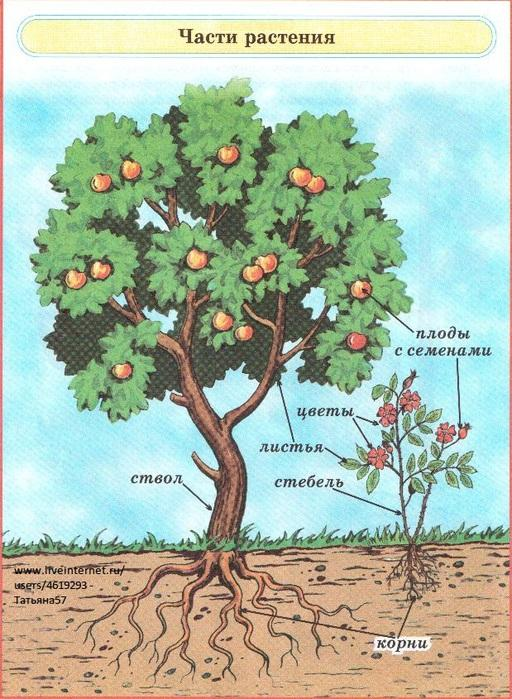 Части растения
плоды
с семенами
цветы
листья
ствол
стебель
www.liveinternet.ru/
users/4619293 -
Татьяна57
корни